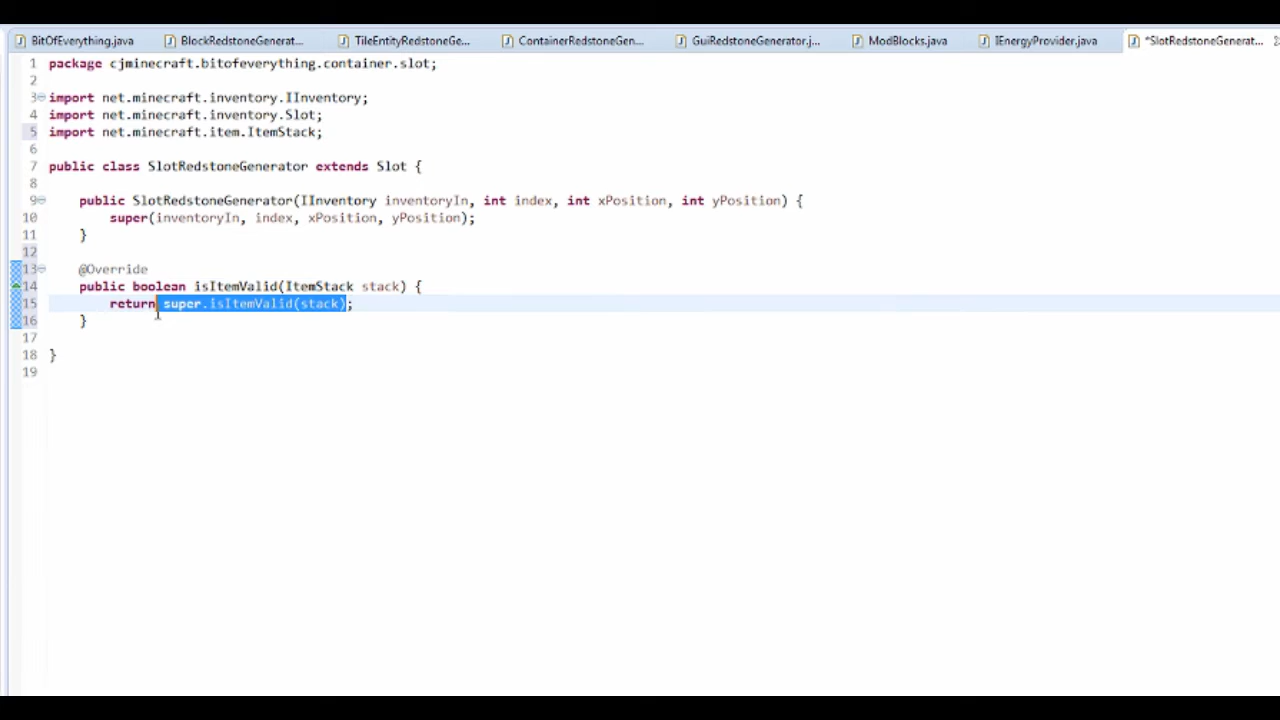 BitOfEverything.java BlockRedstoneGenerat... TileEntityRedstoneGe... ContainerRedstoneGen... GuiRedstoneGenerator.j... ModBlocks.java IEnergyProvider.java *SlotRedstoneGenerat...
1 package cjminecraft.bitofeverything.container.slot;
2
3 import net.minecraft.inventory.IInventory;
4 import net.minecraft.inventory.Slot;
5 import net.minecraft.item.ItemStack;
6
7 public class SlotRedstoneGenerator extends Slot {
8
9 public SlotRedstoneGenerator(IInventory inventoryIn, int index, int xPosition, int yPosition) {
10 super(inventoryIn, index, xPosition, yPosition);
11 }
12
13 @Override
14 public boolean isItemValid(ItemStack stack) {
15 return super.isItemValid(stack);
16 }
17
18 }
19